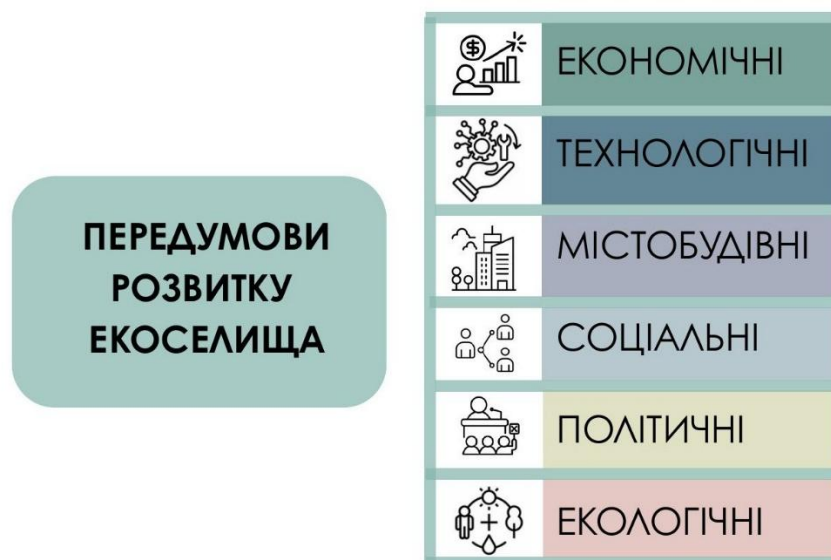 ПЕРЕДУМОВИ
РОЗВИТКУ
ЕКОСЕЛИЩА
ЕКОНОМІЧНІ
ТЕХНОЛОГІЧНІ
МІСТОБУДІВНІ
СОЦІАЛЬНІ
ПОЛІТИЧНІ
ЕКОЛОГІЧНІ